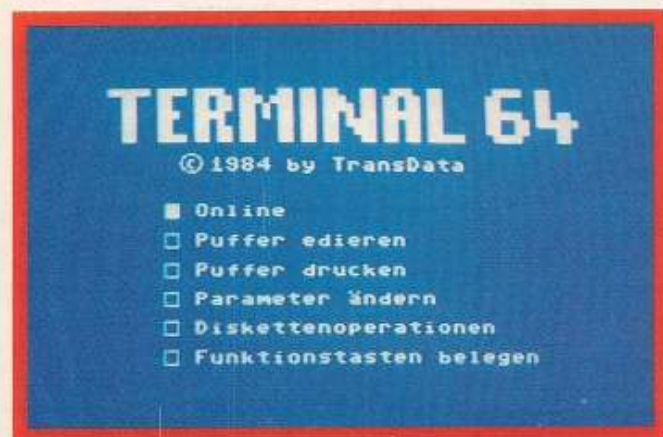 TERMINAL 64
© 1984 by TransData
Online
Puffer edieren
Puffer drucken
Parameter ändern
Diskettenoperationen
Funktionstasten belegen